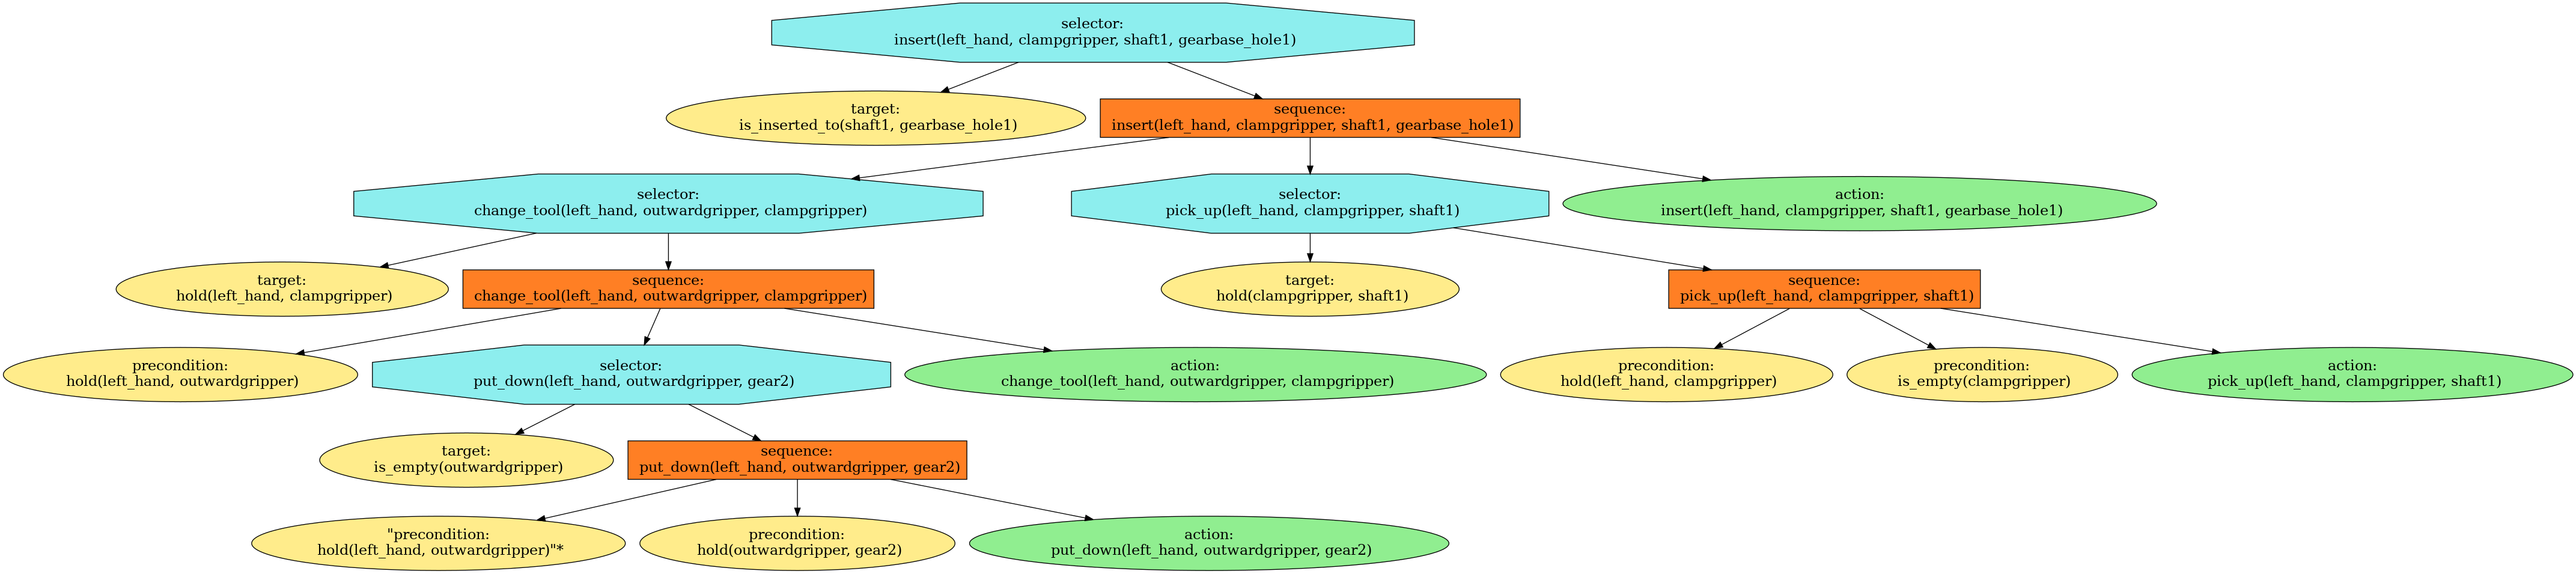 selector:
insert(left_hand, clampgripper, shaft1, gearbase_hole1)
target:
is_inserted_to(shaft1, gearbase_hole1)
sequence:
insert(left_hand, clampgripper, shaft1, gearbase_hole1)
selector:
change_tool(left_hand, outwardgripper, clampgripper)
selector:
pick_up(left_hand, clampgripper, shaft1)
action:
insert(left_hand, clampgripper, shaft1, gearbase_hole1)
target:
hold(left_hand, clampgripper)
sequence:
change_tool(left_hand, outwardgripper, clampgripper)
target:
hold(clampgripper, shaft1)
sequence:
pick_up(left_hand, clampgripper, shaft1)
precondition:
hold(left_hand, outwardgripper)
selector:
put_down(left_hand, outwardgripper, gear2)
action:
change_tool(left_hand, outwardgripper, clampgripper)
precondition:
hold(left_hand, clampgripper)
precondition:
is_empty(clampgripper)
action:
pick_up(left_hand, clampgripper, shaft1)
target:
is_empty(outwardgripper)
sequence:
put_down(left_hand, outwardgripper, gear2)
"precondition:
hold(left_hand, outwardgripper)"*
precondition:
hold(outwardgripper, gear2)
action:
put_down(left_hand, outwardgripper, gear2)